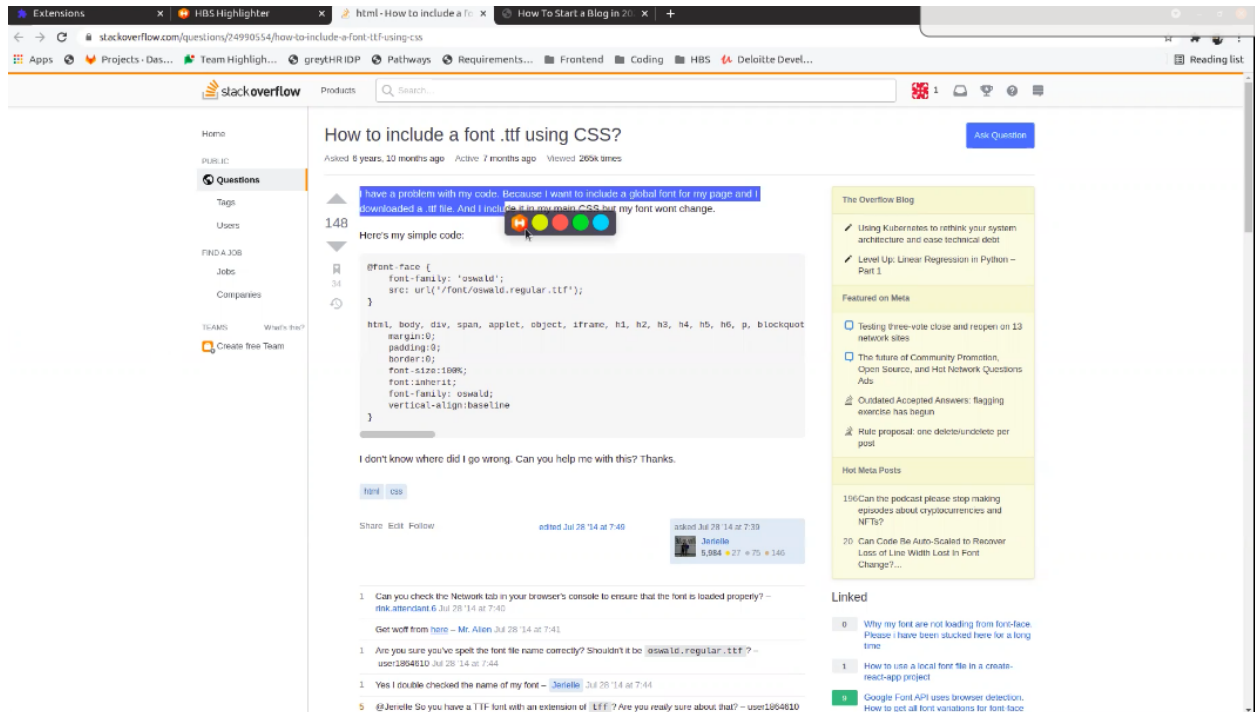 Extensions
HBS Highlighter
html - How to include a fo
How To Start a Blog in 20
stackoverflow.com/questions/24990554/how-to-include-a-font-ttf-using-css
Apps
Projects - Das...
Team Highligh...
greytHR IDP
Pathways
Requirements...
Frontend
Coding
HBS
Deloitte Devel...
Reading list
stack overflow
Products
Search...
1
Home
PUBLIC
Questions
Tags
Users
FIND A JOB
Jobs
Companies
TEAMS What's this?
Create free Team
How to include a font .ttf using CSS?
Ask Question
Asked 6 years, 10 months ago Active 7 months ago Viewed 265k times
148
34
I have a problem with my code. Because I want to include a global font for my page and I
downloaded a .ttf file. And I include it in my main CSS but my font wont change.
Here's my simple code:
@font-face {
font-family: 'oswald';
src: url('/font/oswald.regular.ttf');
}
html, body, div, span, applet, object, iframe, h1, h2, h3, h4, h5, h6, p, blockquot
margin:0;
padding:0;
border:0;
font-size:100%;
font:inherit;
font-family: oswald;
vertical-align:baseline
}
I don't know where did I go wrong. Can you help me with this? Thanks.
html css
Share Edit Follow
edited Jul 28 '14 at 7:49
asked Jul 28 '14 at 7:39
Jerielle
5,984 27 75 146
1 Can you check the Network tab in your browser's console to ensure that the font is loaded properly? –
rink.attendant.6 Jul 28 '14 at 7:40
Get woff from here – Mr. Alien Jul 28 '14 at 7:41
1 Are you sure you've spelt the font file name correctly? Shouldn't it be oswald.regular.ttf ? –
user1864610 Jul 28 '14 at 7:44
1 Yes I double checked the name of my font – Jerielle Jul 28 '14 at 7:44
5 @Jerielle So you have a TTF font with an extension of tff ? Are you really sure about that? – user1864610
The Overflow Blog
Using Kubernetes to rethink your system
architecture and ease technical debt
Level Up: Linear Regression in Python –
Part 1
Featured on Meta
Testing three-vote close and reopen on 13
network sites
The future of Community Promotion,
Open Source, and Hot Network Questions
Ads
Outdated Accepted Answers: flagging
exercise has begun
Rule proposal: one delete/undelete per
post
Hot Meta Posts
196 Can the podcast please stop making
episodes about cryptocurrencies and
NFTs?
20 Can Code Be Auto-Scaled to Recover
Loss of Line Width Lost In Font
Change?...
Linked
0 Why my font are not loading from font-face.
Please i have been stucked here for a long
time
1 How to use a local font file in a create-
react-app project
9 Google Font API uses browser detection.
How to get all font variations for font-face